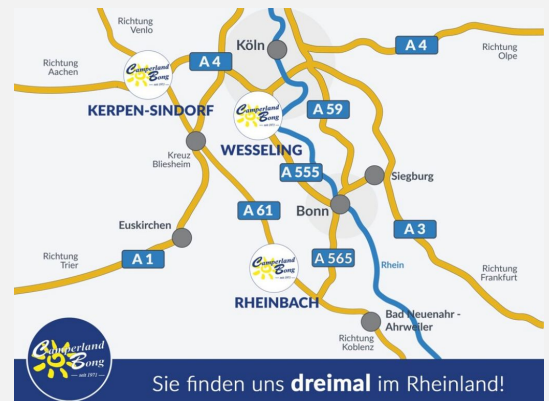 Richtung
Venlo
Köln
A 4
Richtung
Olpe
Richtung
Aachen
Camperland
Bong
A 4
KERPEN-SINDORF
A 59
Camperland
Bong
WESSELING
Kreuz
Bliesheim
A 555
Siegburg
A 61
Bonn
Euskirchen
A 3
A 1
Richtung
Trier
Camperland
Bong
A 565
Rhein
Richtung
Frankfurt
RHEINBACH
Bad Neuenahr -
Ahrweiler
Richtung
Koblenz
Camperland
Bong
seit 1971
Sie finden uns dreimal im Rheinland!